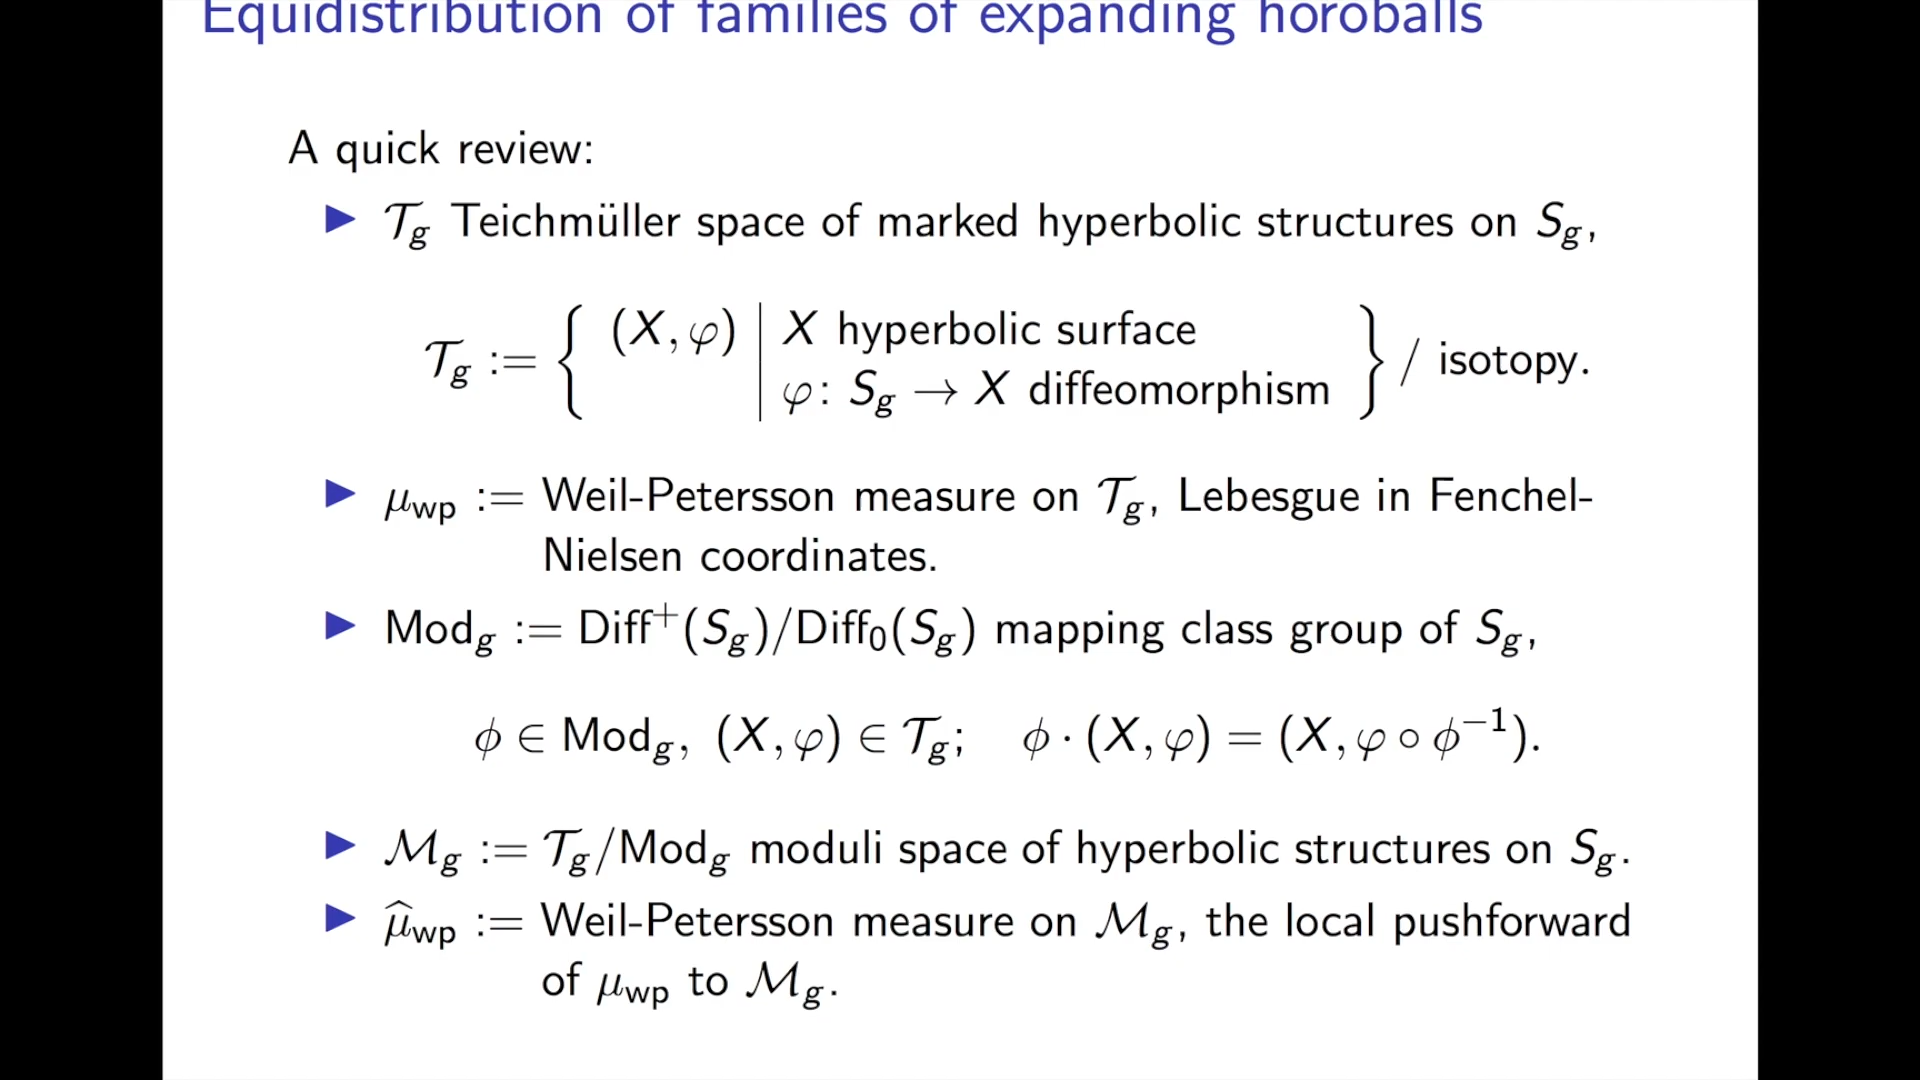 Equidistribution of families of expanding horoballs
A quick review:
▶ 𝒯_g Teichmüller space of marked hyperbolic structures on S_g,
𝒯_g := { (X, φ) | X hyperbolic surface
φ: S_g → X diffeomorphism } / isotopy.
▶ μ_wp := Weil-Petersson measure on 𝒯_g, Lebesgue in Fenchel-
Nielsen coordinates.
▶ Mod_g := Diff⁺(S_g)/Diff₀(S_g) mapping class group of S_g,
ϕ ∈ Mod_g, (X, φ) ∈ 𝒯_g; ϕ · (X, φ) = (X, φ ∘ ϕ⁻¹).
▶ ℳ_g := 𝒯_g/Mod_g moduli space of hyperbolic structures on S_g.
▶ μ̂_wp := Weil-Petersson measure on ℳ_g, the local pushforward
of μ_wp to ℳ_g.